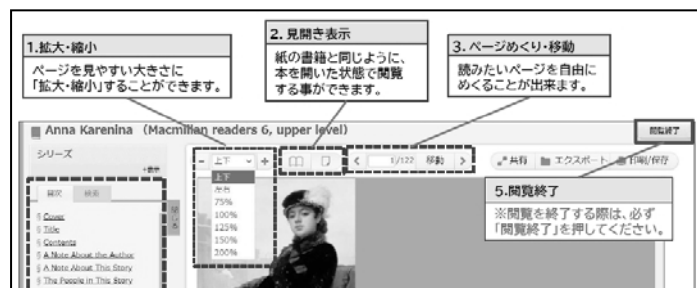 1.拡大・縮小
ページを見やすい大きさに
「拡大・縮小」することができます。
2. 見開き表示
紙の書籍と同じように、
本を開いた状態で閲覧
する事ができます。
3. ページめくり・移動
読みたいページを自由に
めくることが出来ます。
Anna Karenina (Macmillan readers 6, upper level)
閲覧終了
シリーズ
+表示
目次 検索
閉じる
Cover
Title
Contents
A Note About the Author
A Note About This Story
The People in This Story
- 上下 +
上下
左右
75%
100%
125%
150%
200%
< 1/122 移動 >
共有 エクスポート 印刷/保存
5.閲覧終了
※閲覧を終了する際は、必ず
「閲覧終了」を押してください。